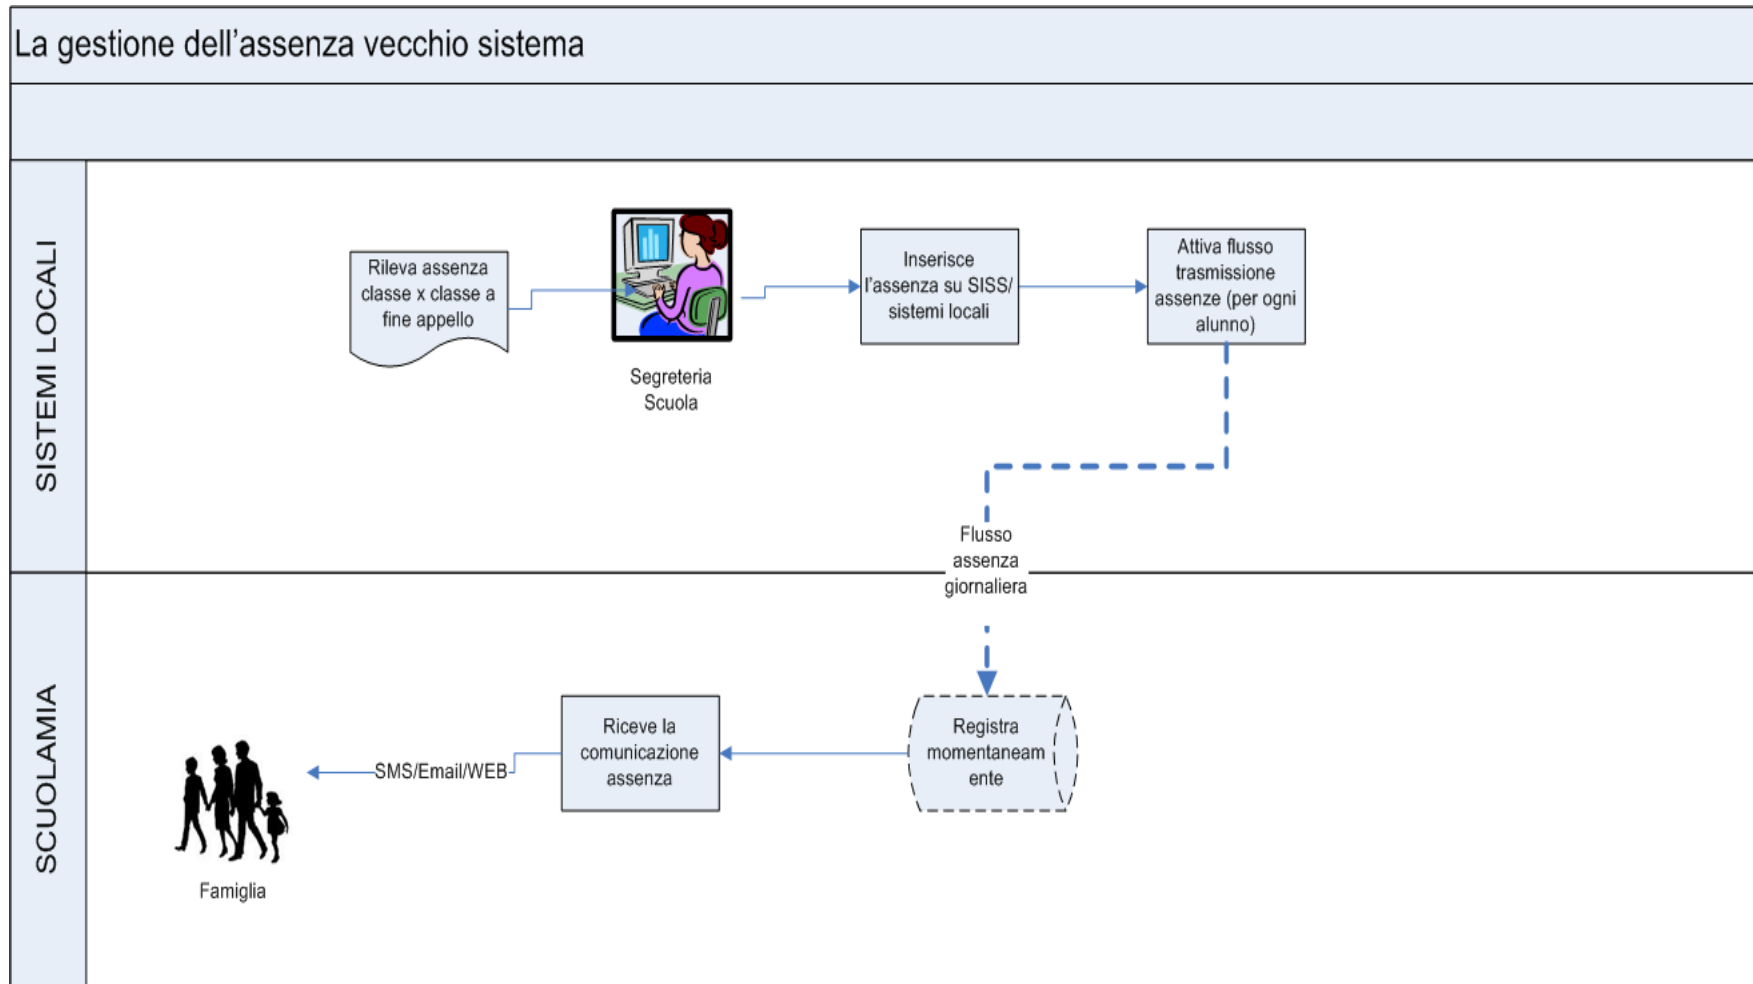 La gestione dell'assenza vecchio sistema
SISTEMI LOCALI
Rileva assenza
classe x classe a
fine appello
Segreteria
Scuola
Inserisce
l'assenza su SISS/
sistemi locali
Attiva flusso
trasmissione
assenze (per ogni
alunno)
Flusso
assenza
giornaliera
SCUOLAMIA
Famiglia
SMS/Email/WEB
Riceve la
comunicazione
assenza
Registra
momentaneam
ente